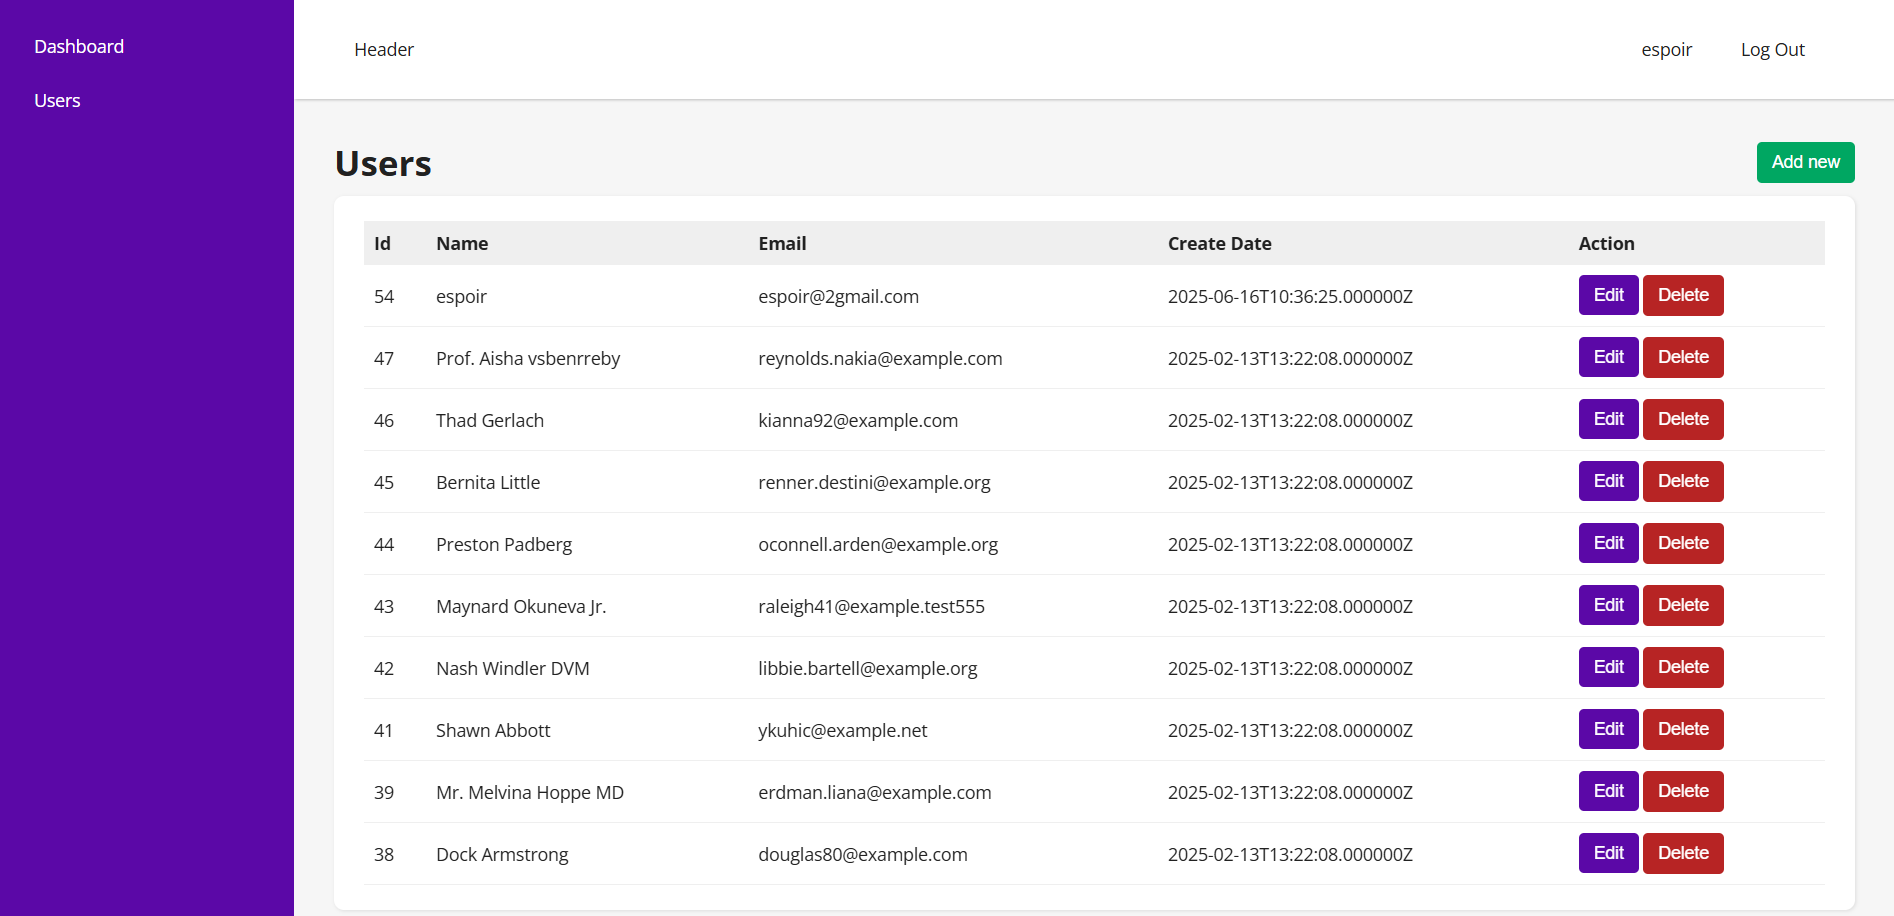 Dashboard
Users
Header
espoir
Log Out
Users
Add new
Id Name Email Create Date Action
54 espoir espoir@2gmail.com 2025-06-16T10:36:25.000000Z Edit Delete
47 Prof. Aisha vsbenrreby reynolds.nakia@example.com 2025-02-13T13:22:08.000000Z Edit Delete
46 Thad Gerlach kianna92@example.com 2025-02-13T13:22:08.000000Z Edit Delete
45 Bernita Little renner.destini@example.org 2025-02-13T13:22:08.000000Z Edit Delete
44 Preston Padberg oconnell.arden@example.org 2025-02-13T13:22:08.000000Z Edit Delete
43 Maynard Okuneva Jr. raleigh41@example.test555 2025-02-13T13:22:08.000000Z Edit Delete
42 Nash Windler DVM libbie.bartell@example.org 2025-02-13T13:22:08.000000Z Edit Delete
41 Shawn Abbott ykuhic@example.net 2025-02-13T13:22:08.000000Z Edit Delete
39 Mr. Melvina Hoppe MD erdman.liana@example.com 2025-02-13T13:22:08.000000Z Edit Delete
38 Dock Armstrong douglas80@example.com 2025-02-13T13:22:08.000000Z Edit Delete